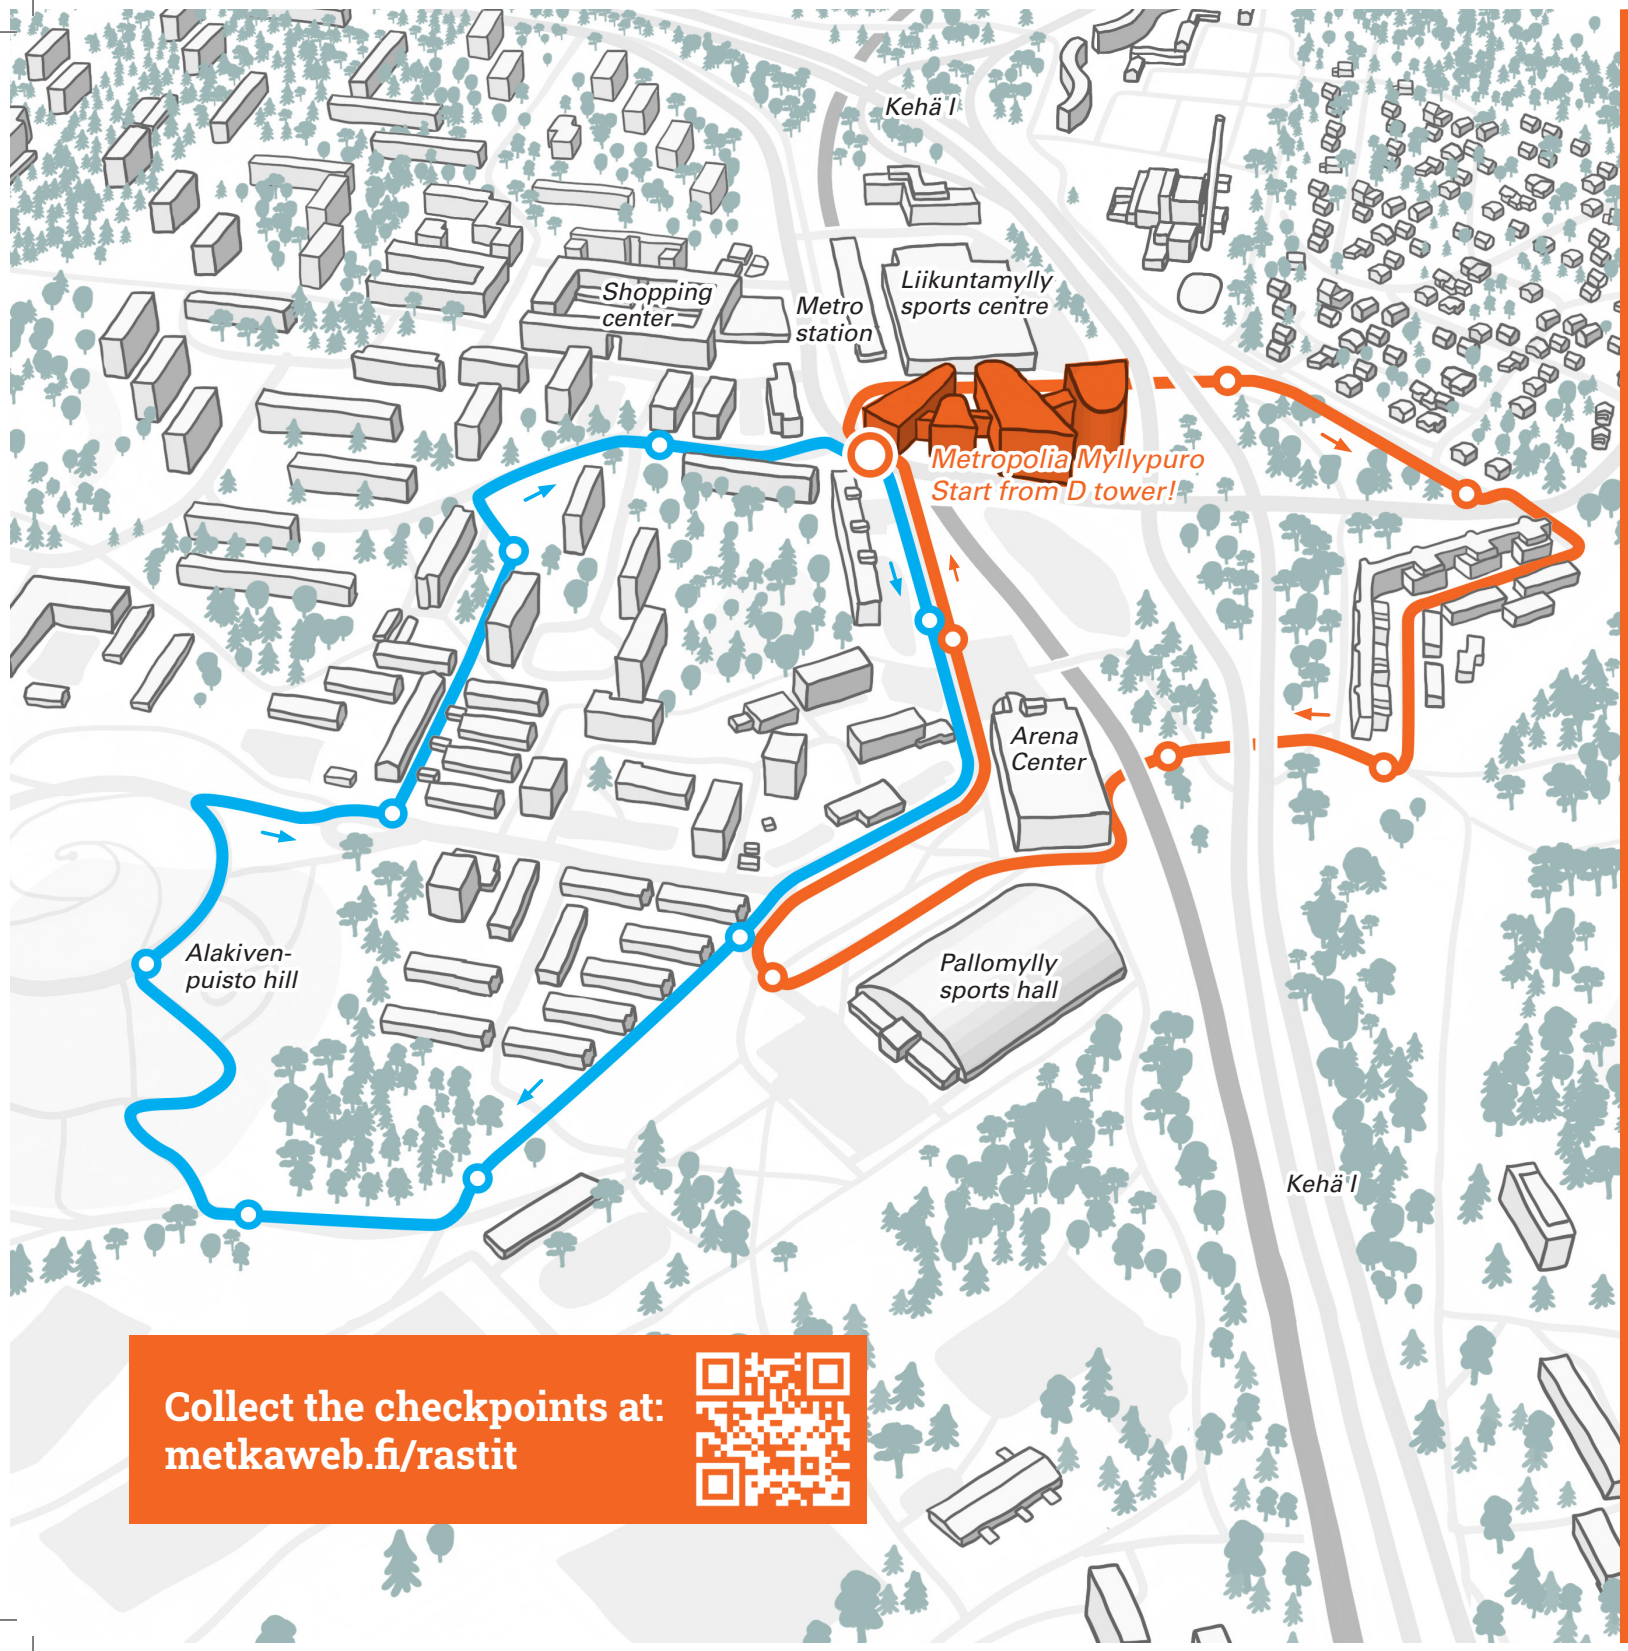 Kehä I
Liikuntamylly
sports centre
Shopping
center
Metro
station
Metropolia Myllypuro
Start from D tower!
Arena
Center
Alakiven-
puisto hill
Pallomylly
sports hall
Kehä I
Collect the checkpoints at:
metkaweb.fi/rastit